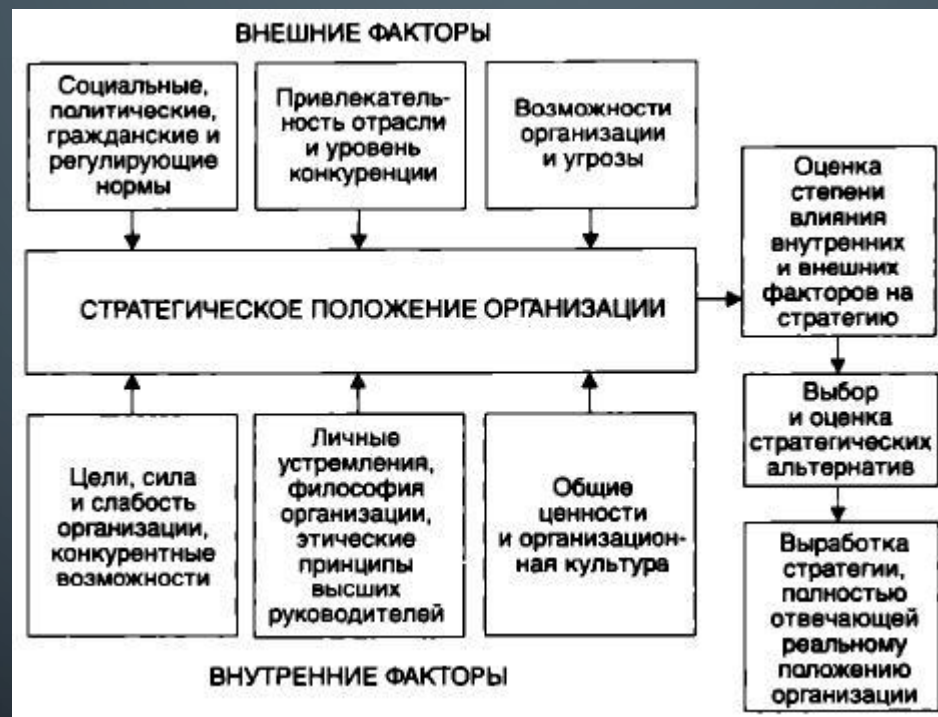 ВНЕШНИЕ ФАКТОРЫ
Социальные,
политические,
гражданские и
регулирующие
нормы
Привлекатель-
ность отрасли
и уровень
конкуренции
Возможности
организации
и угрозы
СТРАТЕГИЧЕСКОЕ ПОЛОЖЕНИЕ ОРГАНИЗАЦИИ
Цели, сила
и слабость
организации,
конкурентные
возможности
Личные
устремления,
философия
организации,
этические
принципы
высших
руководителей
Общие
ценности
и организацион-
ная культура
ВНУТРЕННИЕ ФАКТОРЫ
Оценка
степени
влияния
внутренних
и внешних
факторов на
стратегию
Выбор
и оценка
стратегических
альтернатив
Выработка
стратегии,
полностью
отвечающей
реальному
положению
организации